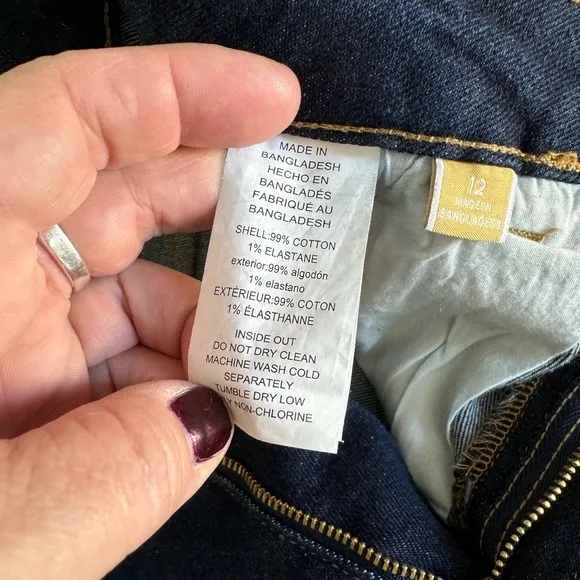 MADE IN
BANGLADESH
HECHO EN
BANGLADÉS
FABRIQUÉ AU
BANGLADESH
SHELL:99% COTTON
1% ELASTANE
exterior:99% algodón
1% elastano
EXTÉRIEUR:99% COTON
1% ÉLASTHANNE
INSIDE OUT
DO NOT DRY CLEAN
MACHINE WASH COLD
SEPARATELY
TUMBLE DRY LOW
NON-CHLORINE
12
MADE IN
BANGLADESH